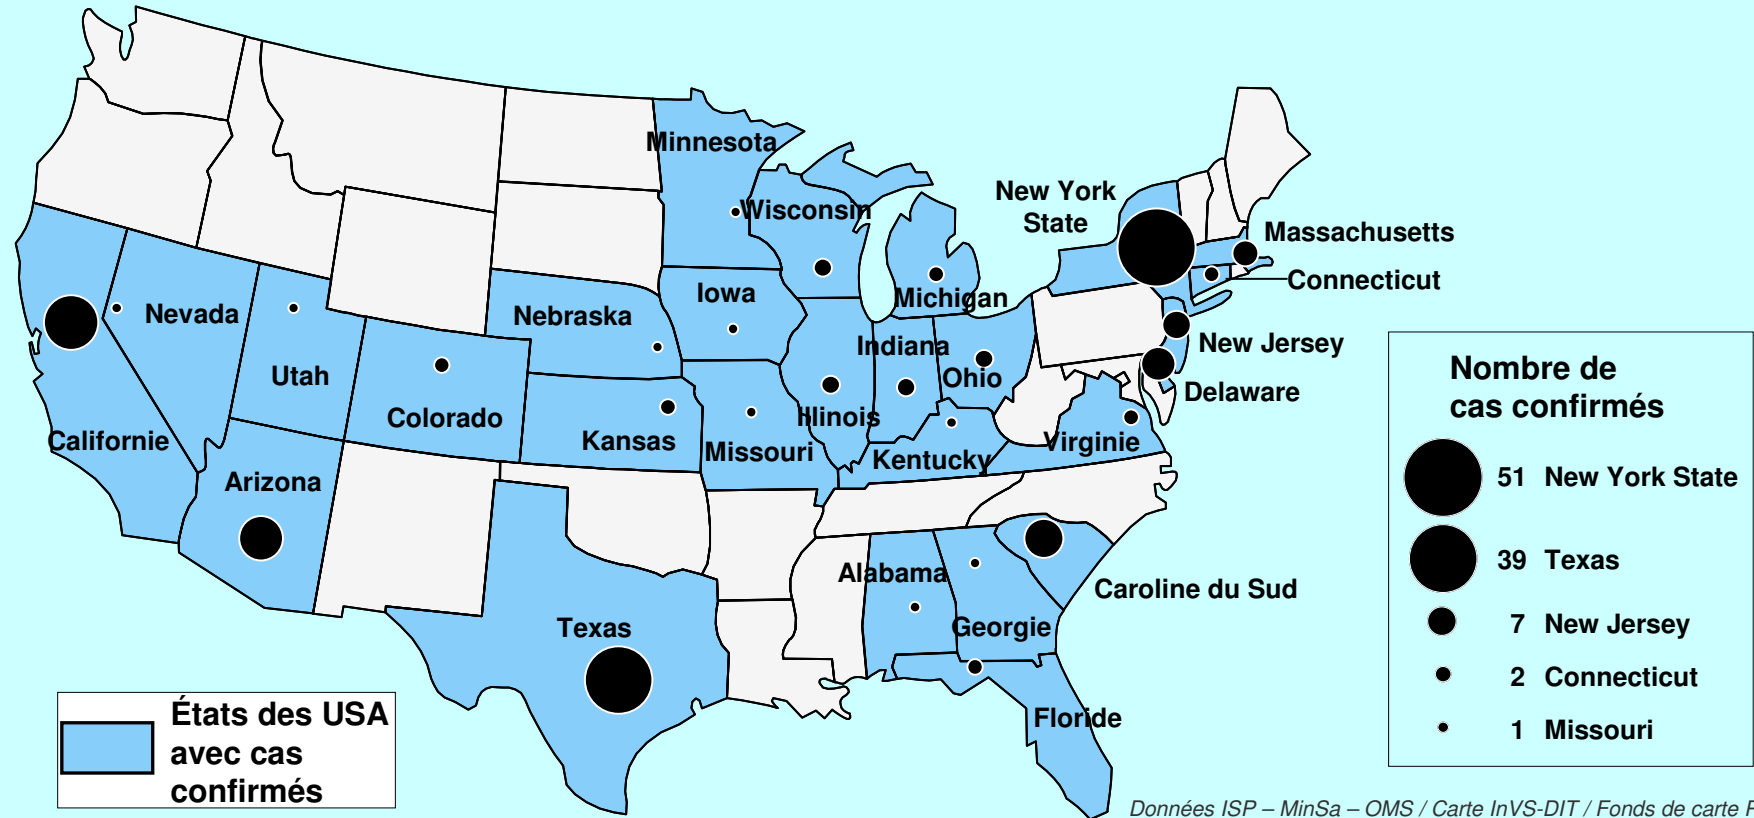 Minnesota
New York
State
Wisconsin
Massachusetts
Connecticut
Iowa
Michigan
Nevada
Nebraska
Indiana
New Jersey
Utah
Ohio
Delaware
Colorado
Illinois
Californie
Kansas
Missouri
Kentucky
Virginie
Arizona
Alabama
Caroline du Sud
Texas
Georgie
Floride
États des USA
avec cas
confirmés
Nombre de
cas confirmés
51 New York State
39 Texas
7 New Jersey
2 Connecticut
1 Missouri
Données ISP – MinSa – OMS / Carte InVS-DIT / Fonds de carte